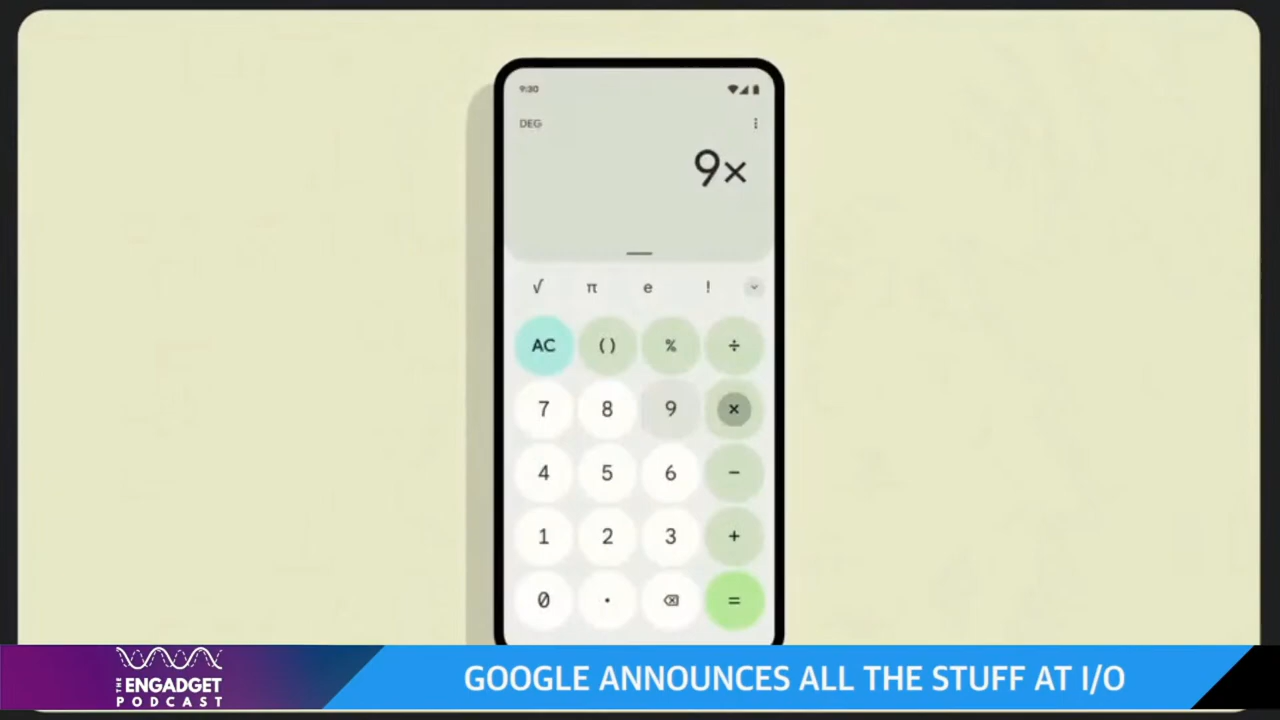 9:30
DEG
9×
√ π e !
AC () % ÷
7 8 9 ×
4 5 6 −
1 2 3 +
0 . =
THE ENGADGET
PODCAST
GOOGLE ANNOUNCES ALL THE STUFF AT I/O